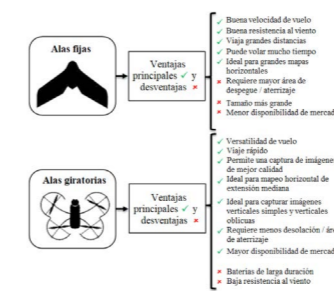 Alas fijas
Ventajas
principales ✓ y
desventajas ×
✓ Buena velocidad de vuelo
✓ Buena resistencia al viento
✓ Viaja grandes distancias
✓ Puede volar mucho tiempo
✓ Ideal para grandes mapas
horizontales
× Requiere mayor área de
despegue / aterrizaje
× Tamaño más grande
× Menor disponibilidad de mercad
Alas giratorias
Ventajas
principales ✓ y
desventajas ×
✓ Versatilidad de vuelo
✓ Viaje rápido
✓ Permite una captura de imágene
de mejor calidad
✓ Ideal para mapeo horizontal de
extensión mediana
✓ Ideal para capturar imágenes
verticales simples y verticales
oblicuas
✓ Requiere menos desolación / áre
de aterrizaje
✓ Mayor disponibilidad de mercad
× Baterías de larga duración
× Baja resistencia al viento